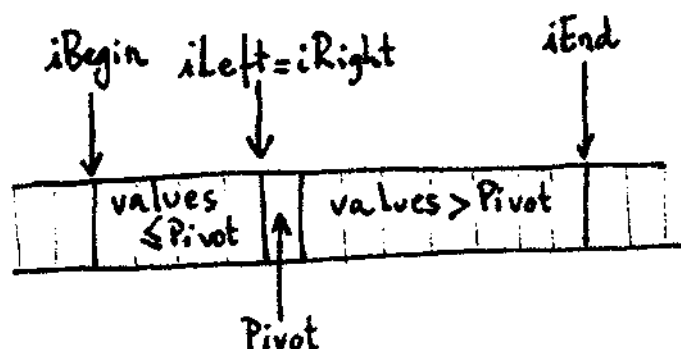 iBegin iLeft=iRight iEnd
values values > Pivot
≤ Pivot
Pivot